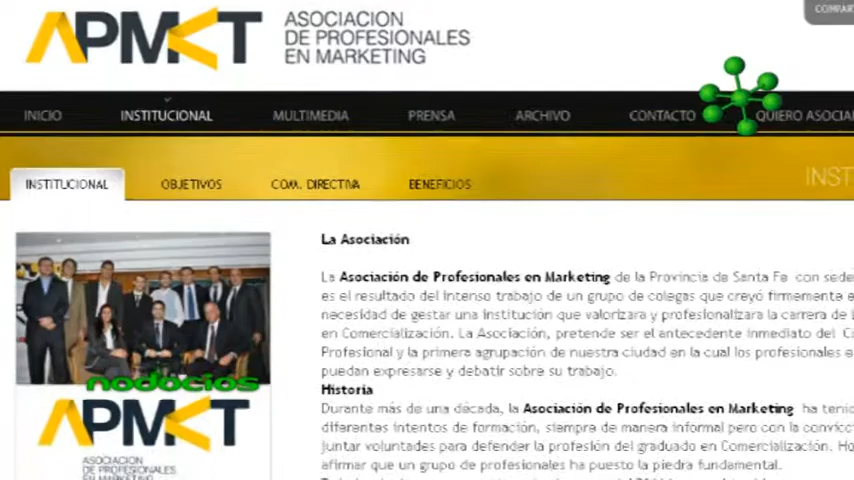 APMKT
ASOCIACION
DE PROFESIONALES
EN MARKETING
COMPAR
INICIO INSTITUCIONAL MULTIMEDIA PRENSA ARCHIVO CONTACTO QUIERO ASOCIA
INST
INSTITUCIONAL OBJETIVOS COM. DIRECTIVA BENEFICIOS
La Asociación
La Asociación de Profesionales en Marketing de la Provincia de Santa Fe con sede
es el resultado del intenso trabajo de un grupo de colegas que creyó firmemente e
necesidad de gestar una institución que valorizara y profesionalizara la carrera de L
en Comercialización. La Asociación, pretende ser el antecedente inmediato del Co
Profesional y la primera agrupación de nuestra ciudad en la cual los profesionales e
puedan expresarse y debatir sobre su trabajo.
Historia
Durante más de una década, la Asociación de Profesionales en Marketing ha tenid
diferentes intentos de formación, siempre de manera informal pero con la convicc
juntar voluntades para defender la profesión del graduado en Comercialización. Ho
afirmar que un grupo de profesionales ha puesto la piedra fundamental.
nodocios
APMKT
ASOCIACION
DE PROFESIONALES
EN MARKETING